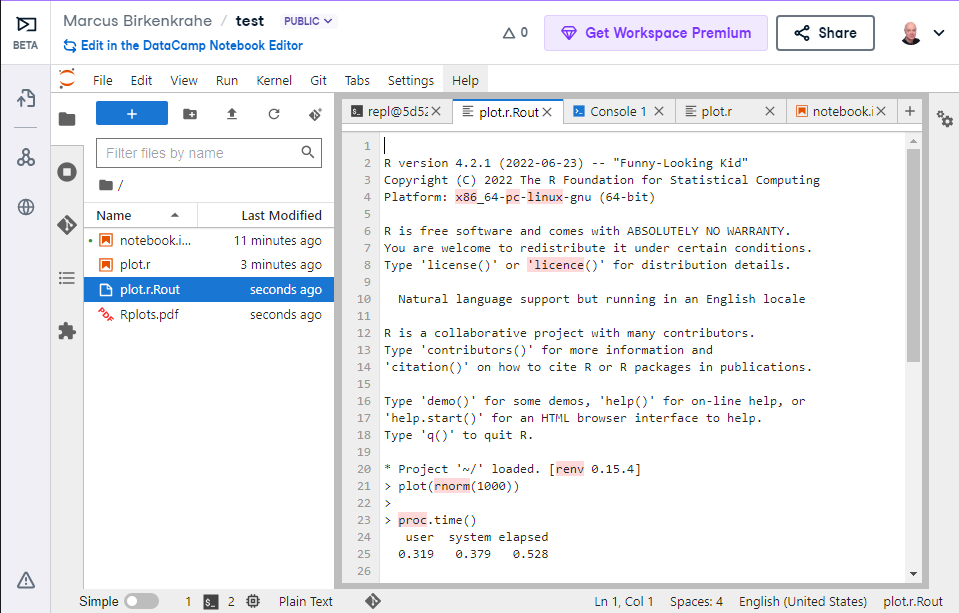 BETA
Marcus Birkenkrahe / test PUBLIC
Edit in the DataCamp Notebook Editor
0
Get Workspace Premium
Share
File Edit View Run Kernel Git Tabs Settings Help
+
Filter files by name
/
Name Last Modified
notebook.i... 11 minutes ago
plot.r 3 minutes ago
plot.r.Rout seconds ago
Rplots.pdf seconds ago
repl@5d52 plot.r.Rout Console 1 plot.r notebook.i +
1
2 R version 4.2.1 (2022-06-23) -- "Funny-Looking Kid"
3 Copyright (C) 2022 The R Foundation for Statistical Computing
4 Platform: x86_64-pc-linux-gnu (64-bit)
5
6 R is free software and comes with ABSOLUTELY NO WARRANTY.
7 You are welcome to redistribute it under certain conditions.
8 Type 'license()' or 'licence()' for distribution details.
9
10 Natural language support but running in an English locale
11
12 R is a collaborative project with many contributors.
13 Type 'contributors()' for more information and
14 'citation()' on how to cite R or R packages in publications.
15
16 Type 'demo()' for some demos, 'help()' for on-line help, or
17 'help.start()' for an HTML browser interface to help.
18 Type 'q()' to quit R.
19
20 * Project '~/' loaded. [renv 0.15.4]
21 > plot(rnorm(1000))
22 >
23 > proc.time()
24 user system elapsed
25 0.319 0.379 0.528
26
Simple 1 2 Plain Text Ln 1, Col 1 Spaces: 4 English (United States) plot.r.Rout